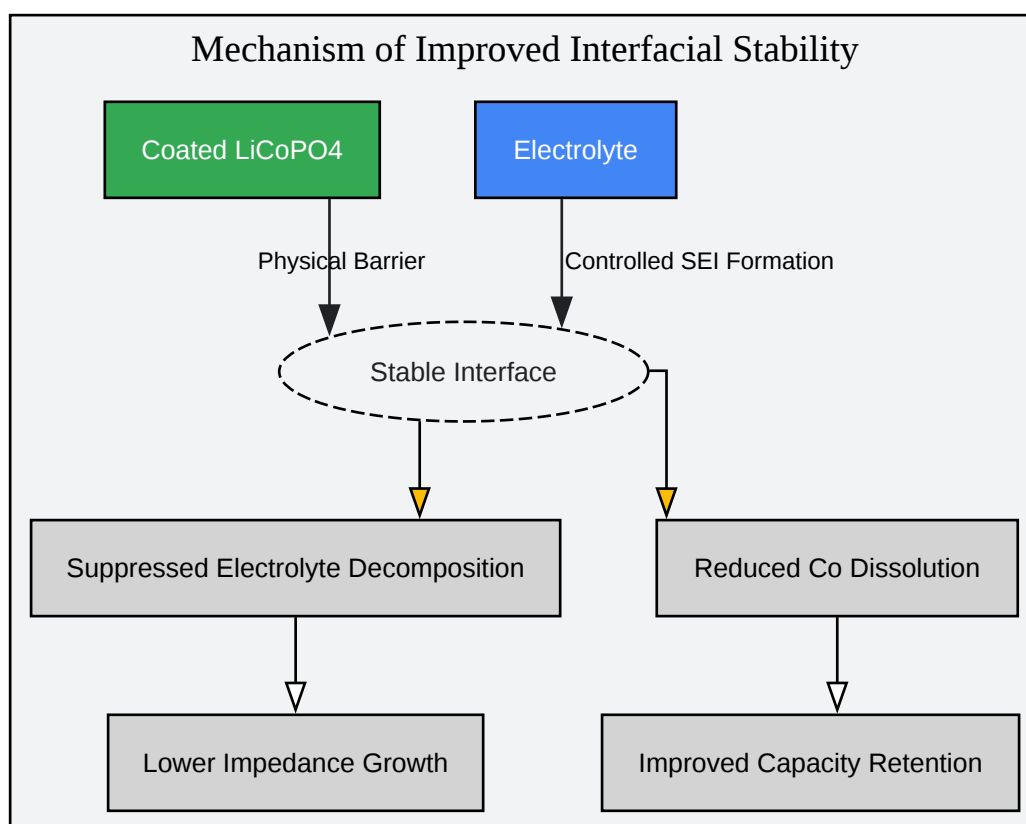 Mechanism of Improved Interfacial Stability
Coated LiCoPO4
Electrolyte
Physical Barrier
Controlled SEI Formation
Stable Interface
Suppressed Electrolyte Decomposition
Reduced Co Dissolution
Lower Impedance Growth
Improved Capacity Retention